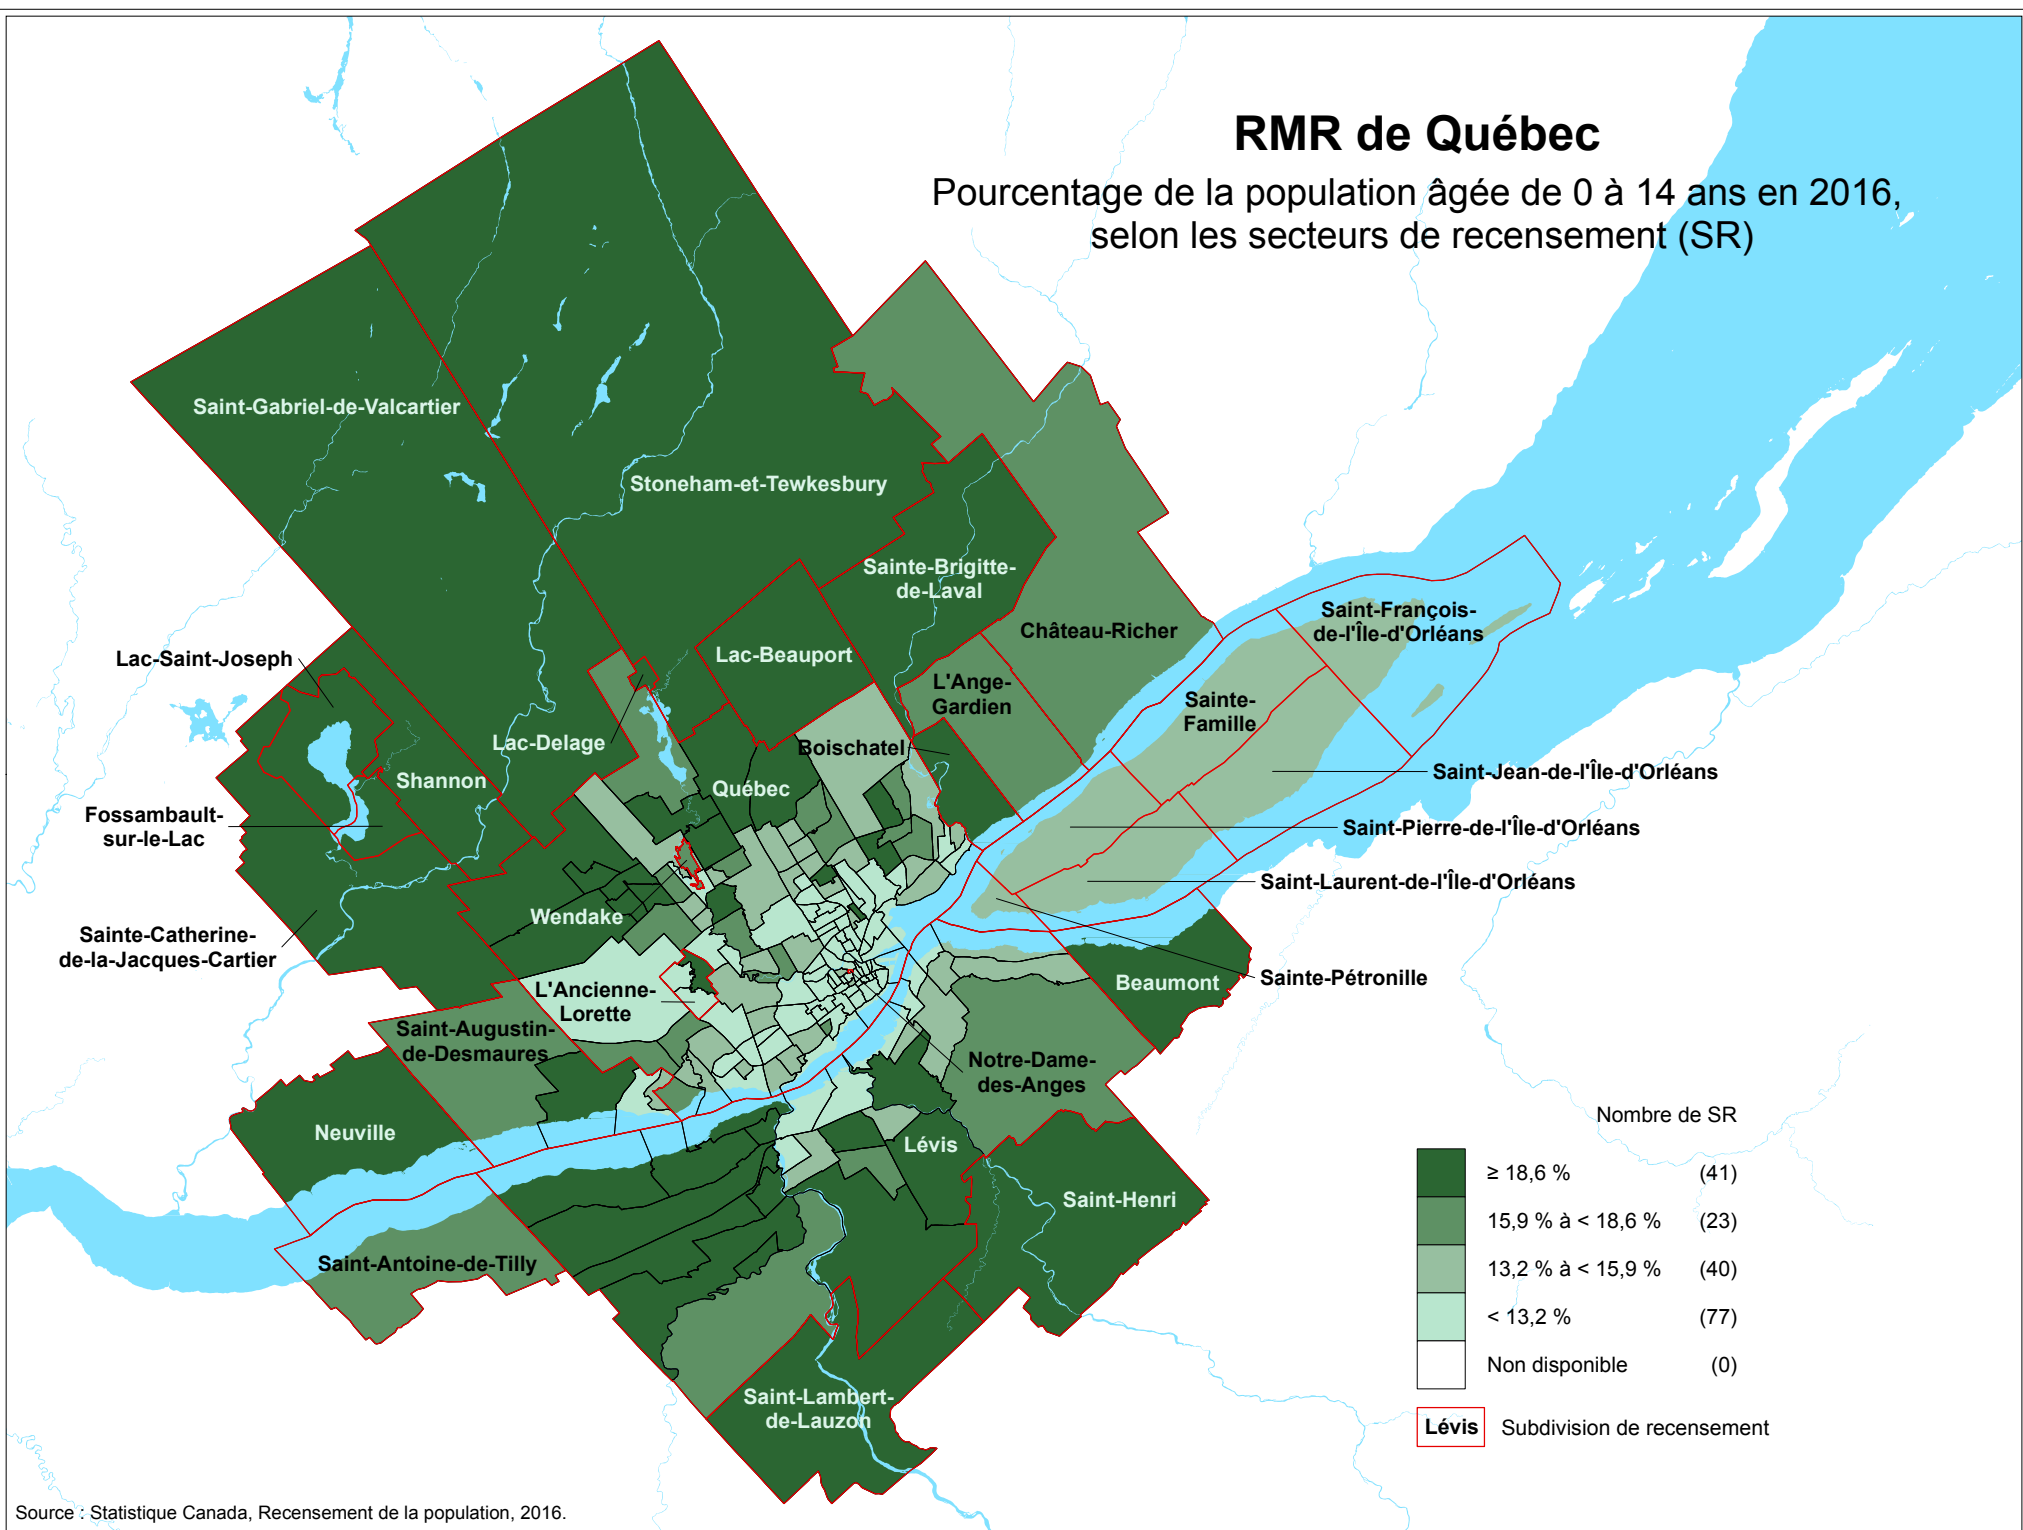 RMR de Québec
Pourcentage de la population âgée de 0 à 14 ans en 2016,
selon les secteurs de recensement (SR)
Saint-Gabriel-de-Valcartier
Stoneham-et-Tewkesbury
Sainte-Brigitte-
de-Laval
Château-Richer
Saint-François-
de-l'Île-d'Orléans
Lac-Saint-Joseph
Lac-Beauport
L'Ange-
Gardien
Sainte-
Famille
Lac-Delage
Boischatel
Saint-Jean-de-l'Île-d'Orléans
Shannon
Québec
Fossambault-
sur-le-Lac
Saint-Pierre-de-l'Île-d'Orléans
Saint-Laurent-de-l'Île-d'Orléans
Wendake
Sainte-Catherine-
de-la-Jacques-Cartier
Beaumont
Sainte-Pétronille
L'Ancienne-
Lorette
Saint-Augustin-
de-Desmaures
Notre-Dame-
des-Anges
Neuville
Lévis
Saint-Henri
Saint-Antoine-de-Tilly
Saint-Lambert-
de-Lauzon
Nombre de SR
≥ 18,6 % (41)
15,9 % à < 18,6 % (23)
13,2 % à < 15,9 % (40)
< 13,2 % (77)
Non disponible (0)
Lévis Subdivision de recensement
Source : Statistique Canada, Recensement de la population, 2016.